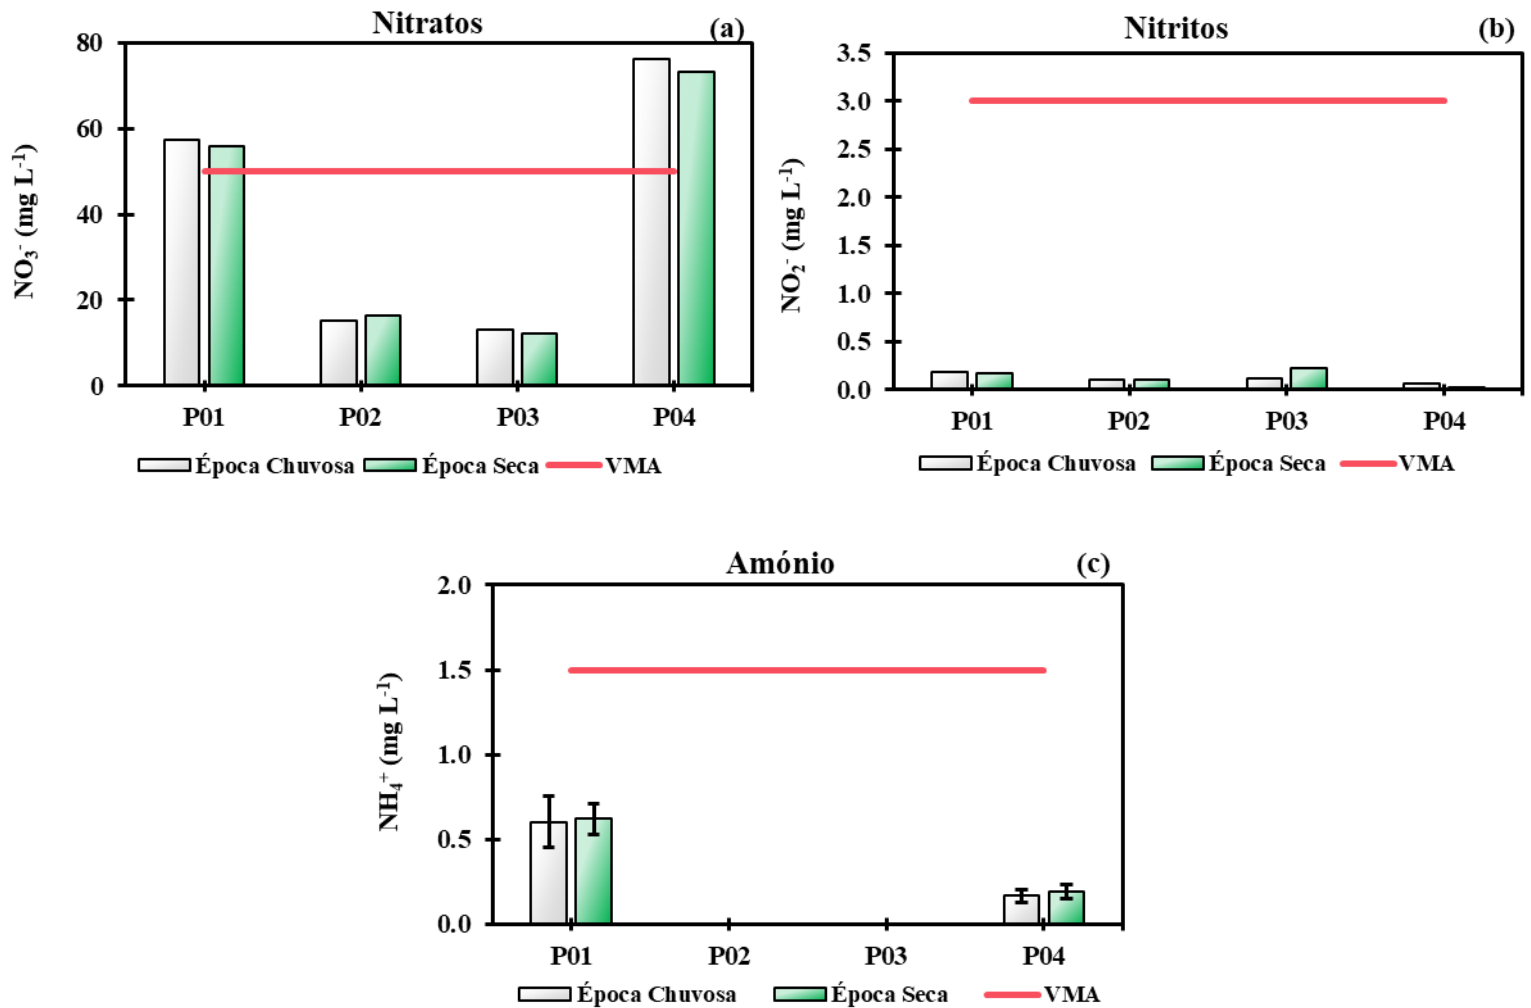 Nitratos
(a)
80
60
40
20
0
NO₃⁻ (mg L⁻¹)
P01 P02 P03 P04
Época Chuvosa Época Seca VMA
Nitritos
(b)
3.5
3.0
2.5
2.0
1.5
1.0
0.5
0.0
NO₂⁻ (mg L⁻¹)
P01 P02 P03 P04
Época Chuvosa Época Seca VMA
Amónio
(c)
2.0
1.5
1.0
0.5
0.0
NH₄⁺ (mg L⁻¹)
P01 P02 P03 P04
Época Chuvosa Época Seca VMA